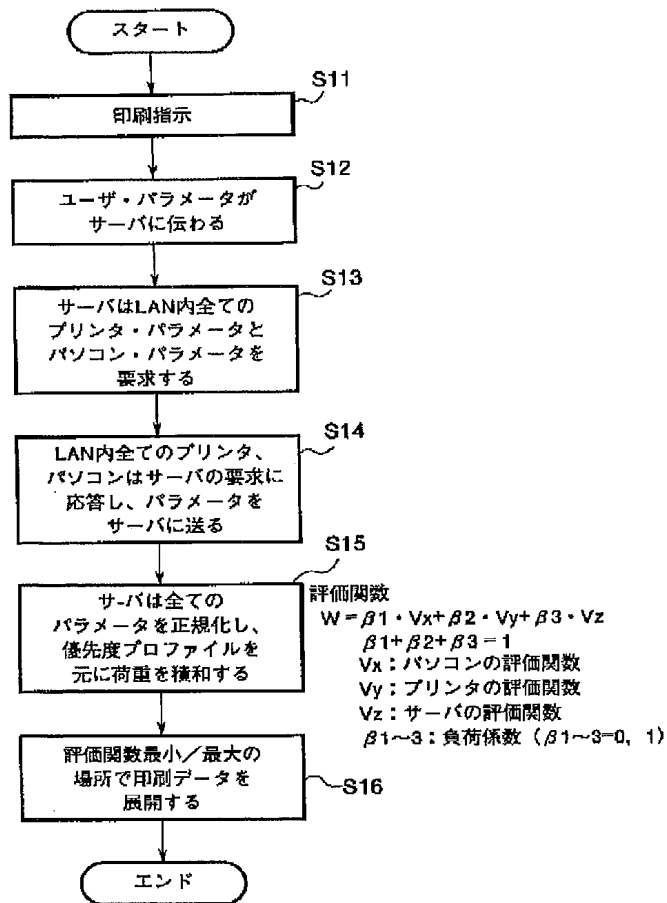 スタート
S11
印刷指示
S12
ユーザ・パラメータが
サーバに伝わる
S13
サーバはLAN内全ての
プリンタ・パラメータと
パソコン・パラメータを
要求する
S14
LAN内全てのプリンタ、
パソコンはサーバの要求に
応答し、パラメータを
サーバに送る
S15
サ-バは全ての
パラメータを正規化し、
優先度プロファイルを
元に荷重を積和する
評価関数
W=β1・Vx+β2・Vy+β3・Vz
β1+β2+β3=1
Vx:パソコンの評価関数
Vy:プリンタの評価関数
Vz:サーバの評価関数
β1~3:負荷係数(β1~3=0, 1)
評価関数最小/最大の
場所で印刷データを
展開する
S16
エンド